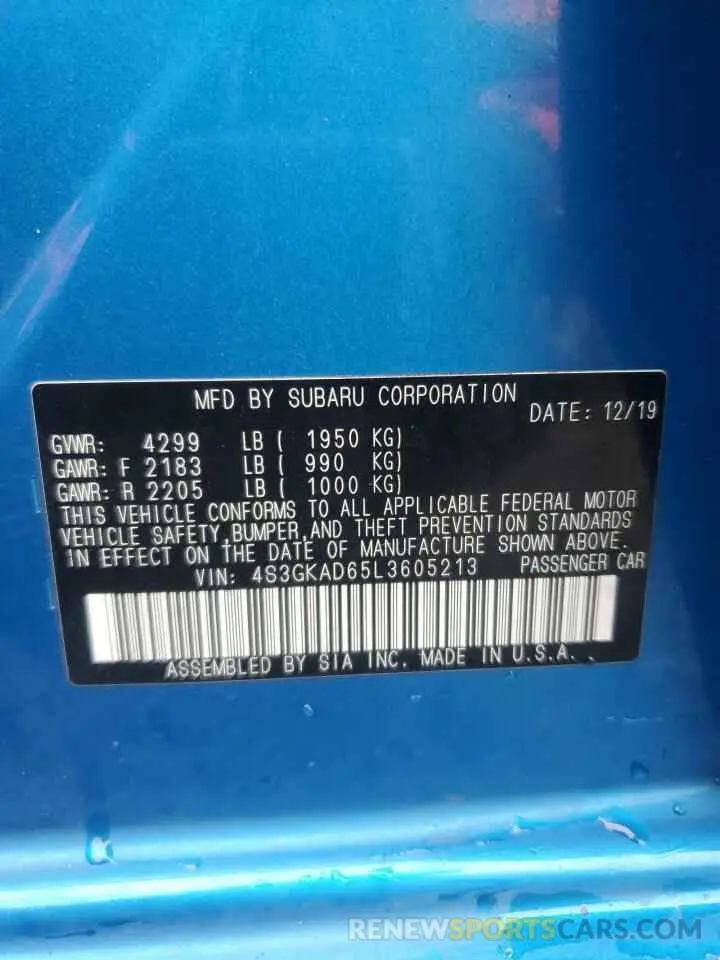 MFD BY SUBARU CORPORATION
DATE: 12/19
GVWR: 4299 LB ( 1950 KG)
GAWR: F 2183 LB ( 990 KG)
GAWR: R 2205 LB ( 1000 KG)
THIS VEHICLE CONFORMS TO ALL APPLICABLE FEDERAL MOTOR
VEHICLE SAFETY,BUMPER,AND THEFT PREVENTION STANDARDS
IN EFFECT ON THE DATE OF MANUFACTURE SHOWN ABOVE.
VIN: 4S3GKAD65L3605213 PASSENGER CAR
ASSEMBLED BY SIA INC. MADE IN U.S.A.
RENEWSPORTSCARS.COM